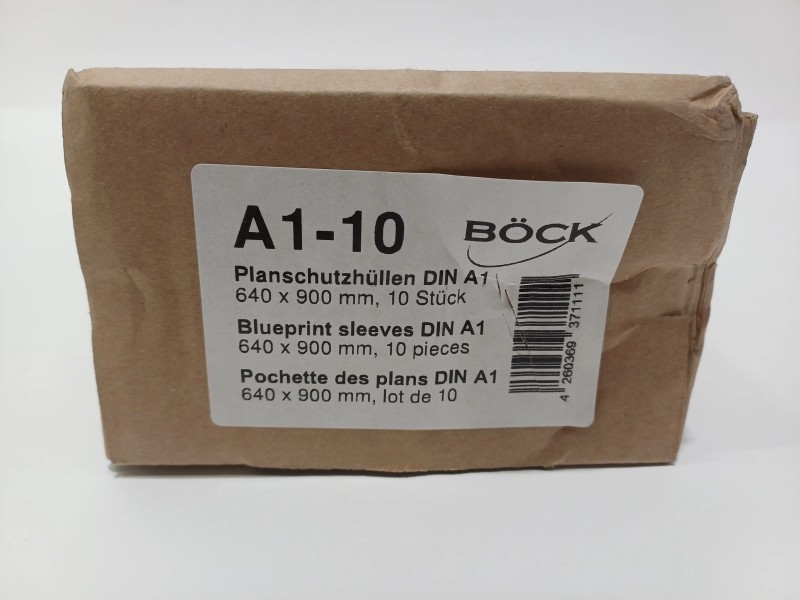 A1-10
BÖCK
Planschutzhüllen DIN A1
640 x 900 mm, 10 Stück
Blueprint sleeves DIN A1
640 x 900 mm, 10 pieces
Pochette des plans DIN A1
640 x 900 mm, lot de 10
4 260369 371111